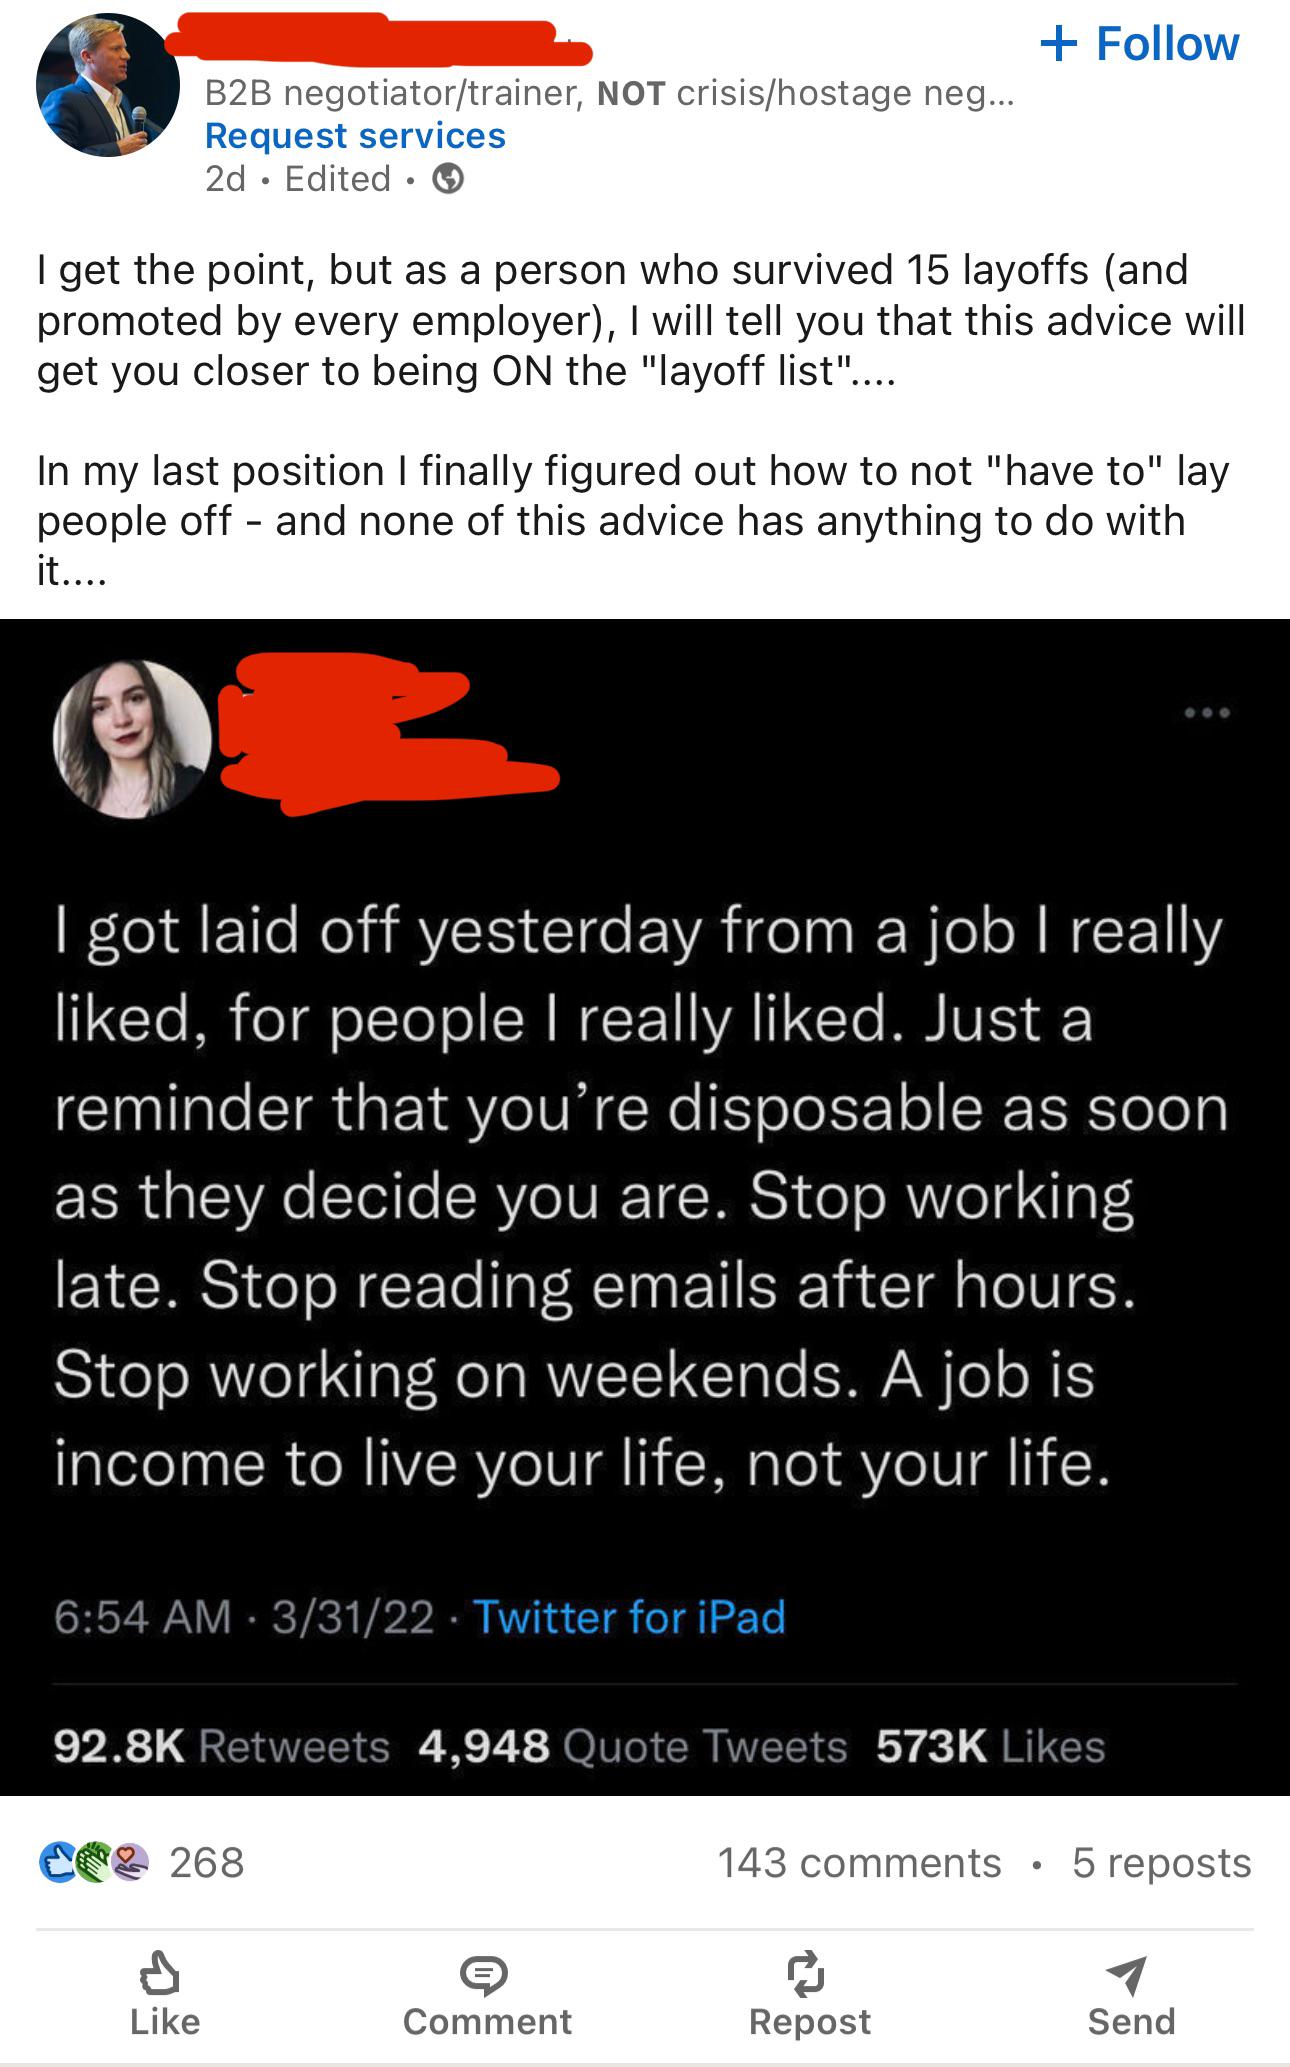 + Follow
B2B negotiator/trainer, NOT crisis/hostage neg...
Request services
2d • Edited •
I get the point, but as a person who survived 15 layoffs (and
promoted by every employer), I will tell you that this advice will
get you closer to being ON the "layoff list"....
In my last position I finally figured out how to not "have to" lay
people off - and none of this advice has anything to do with
it....
I got laid off yesterday from a job I really
liked, for people I really liked. Just a
reminder that you’re disposable as soon
as they decide you are. Stop working
late. Stop reading emails after hours.
Stop working on weekends. A job is
income to live your life, not your life.
6:54 AM · 3/31/22 · Twitter for iPad
92.8K Retweets 4,948 Quote Tweets 573K Likes
268 143 comments • 5 reposts
Like Comment Repost Send